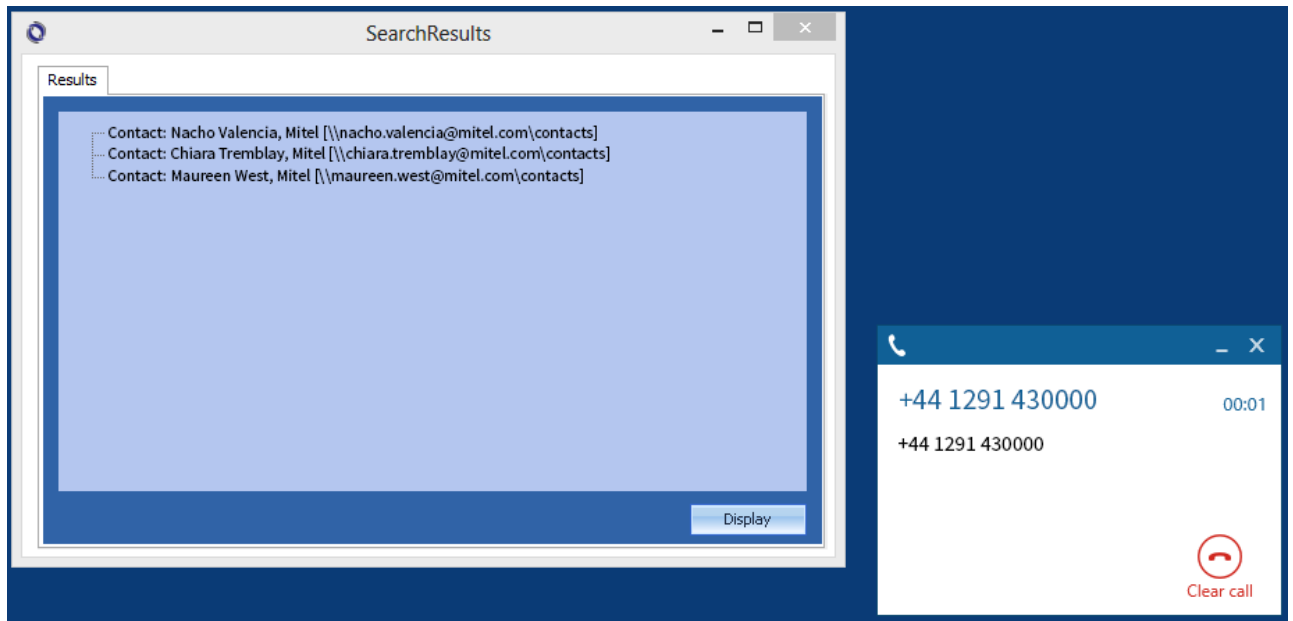 SearchResults
Results
Contact: Nacho Valencia, Mitel [\\nacho.valencia@mitel.com\contacts]
Contact: Chiara Tremblay, Mitel [\\chiara.tremblay@mitel.com\contacts]
Contact: Maureen West, Mitel [\\maureen.west@mitel.com\contacts]
Display
+44 1291 430000 00:01
+44 1291 430000
Clear call